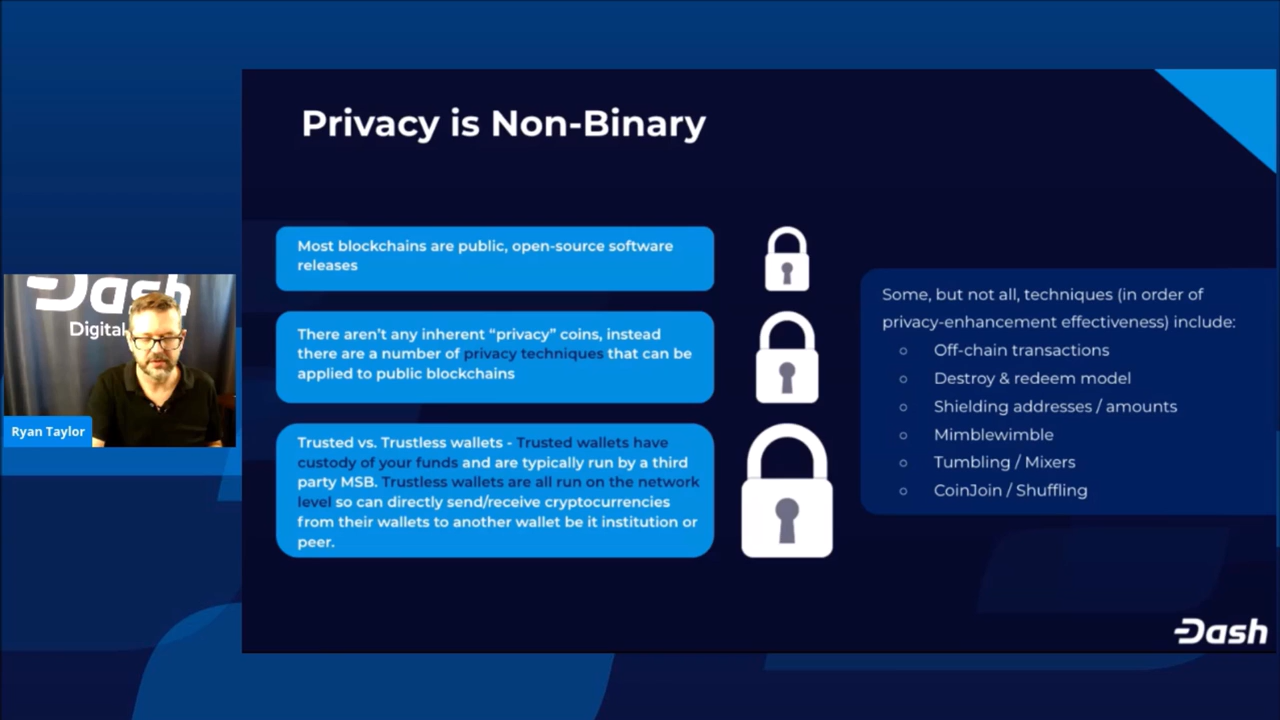 Privacy is Non-Binary
Most blockchains are public, open-source software
releases
There aren’t any inherent “privacy” coins, instead
there are a number of privacy techniques that can be
applied to public blockchains
Trusted vs. Trustless wallets - Trusted wallets have
custody of your funds and are typically run by a third
party MSB. Trustless wallets are all run on the network
level so can directly send/receive cryptocurrencies
from their wallets to another wallet be it institution or
peer.
Some, but not all, techniques (in order of
privacy-enhancement effectiveness) include:
○ Off-chain transactions
○ Destroy & redeem model
○ Shielding addresses / amounts
○ Mimblewimble
○ Tumbling / Mixers
○ CoinJoin / Shuffling
Dash
Digital
Ryan Taylor
Dash